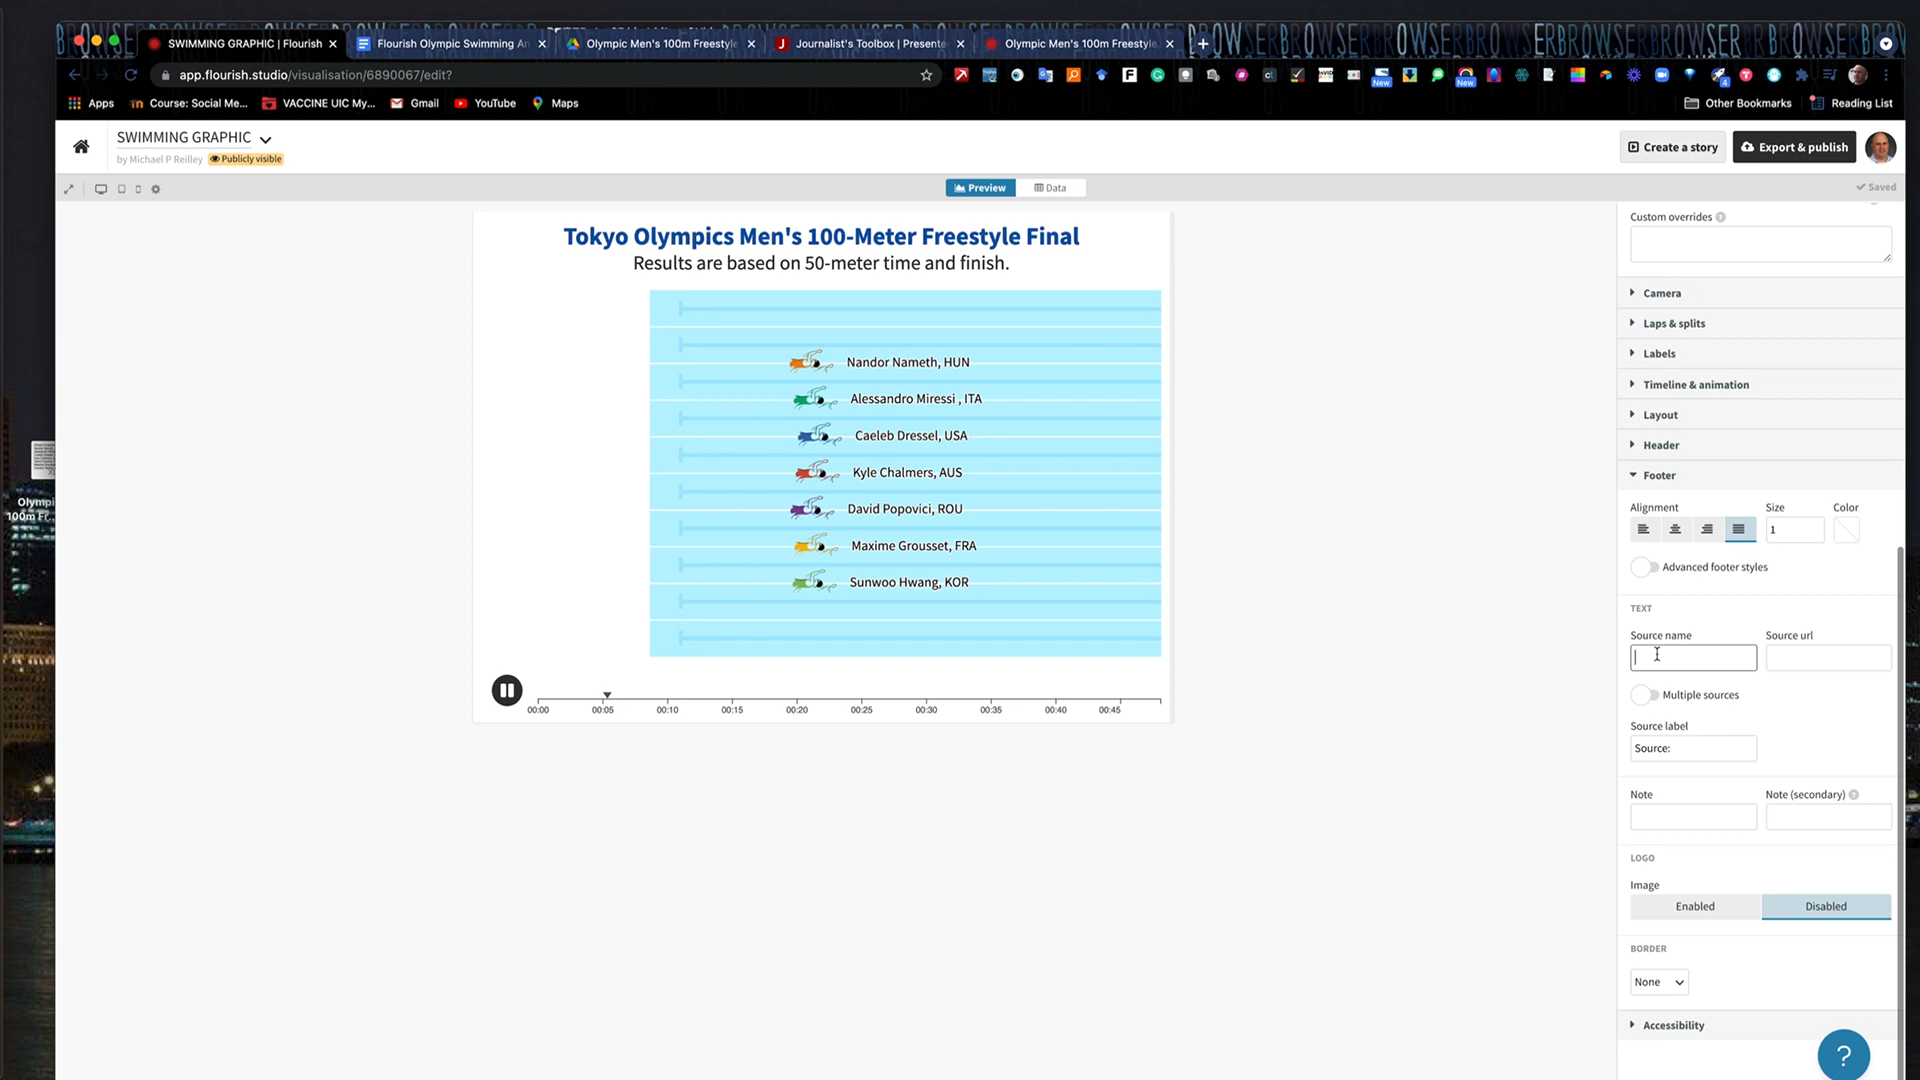 SWIMMING GRAPHIC | Flourish
Flourish Olympic Swimming An
Olympic Men's 100m Freestyle
Journalist's Toolbox | Presente
Olympic Men's 100m Freestyle
app.flourish.studio/visualisation/6890067/edit?
New
New
4
Apps
Course: Social Me...
VACCINE UIC My...
Gmail
YouTube
Maps
Other Bookmarks
Reading List
SWIMMING GRAPHIC
by Michael P Reilley
Publicly visible
Create a story
Export & publish
Preview
Data
Saved
Tokyo Olympics Men's 100-Meter Freestyle Final
Results are based on 50-meter time and finish.
Nandor Nameth, HUN
Alessandro Miressi , ITA
Caeleb Dressel, USA
Kyle Chalmers, AUS
David Popovici, ROU
Maxime Grousset, FRA
Sunwoo Hwang, KOR
00:00 00:05 00:10 00:15 00:20 00:25 00:30 00:35 00:40 00:45
Custom overrides
Camera
Laps & splits
Labels
Timeline & animation
Layout
Header
Footer
Alignment Size Color
1
Advanced footer styles
TEXT
Source name Source url
Multiple sources
Source label
Source:
Note Note (secondary)
LOGO
Image
Enabled Disabled
BORDER
None
Accessibility
?
Olympi
100m Fr...